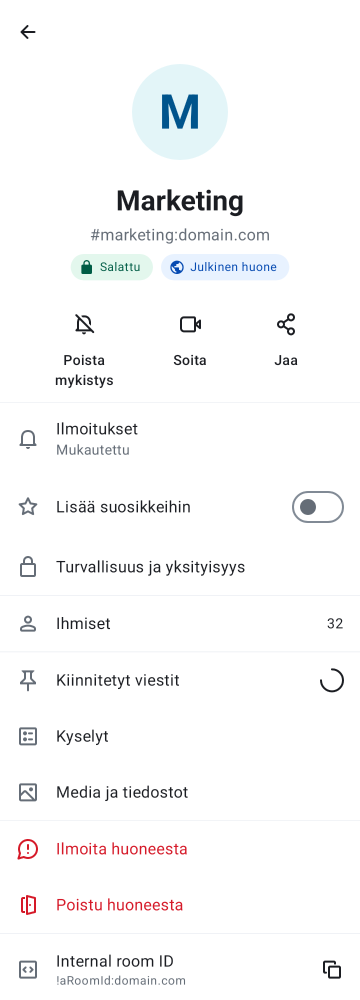 M
Marketing
#marketing:domain.com
Salattu
Julkinen huone
Poista
mykistys
Soita
Jaa
Ilmoitukset
Mukautettu
Lisää suosikkeihin
Turvallisuus ja yksityisyys
Ihmiset
32
Kiinnitetyt viestit
Kyselyt
Media ja tiedostot
Ilmoita huoneesta
Poistu huoneesta
Internal room ID
!aRoomId:domain.com